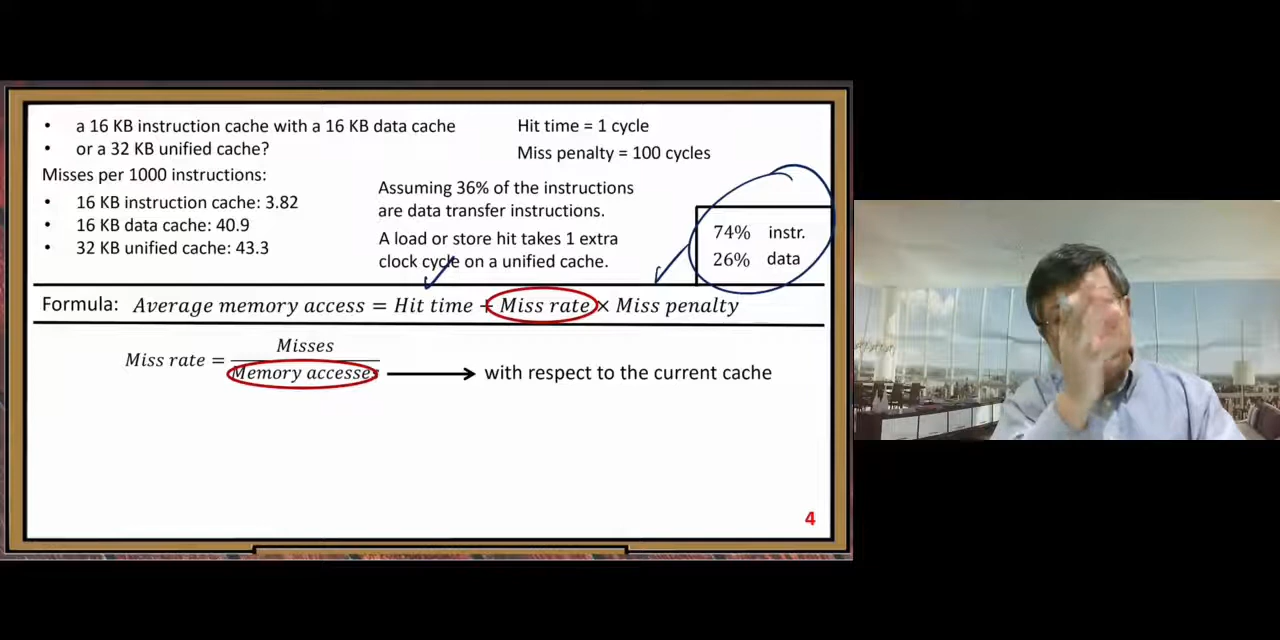 • a 16 KB instruction cache with a 16 KB data cache
• or a 32 KB unified cache?
Hit time = 1 cycle
Miss penalty = 100 cycles
Misses per 1000 instructions:
• 16 KB instruction cache: 3.82
• 16 KB data cache: 40.9
• 32 KB unified cache: 43.3
Assuming 36% of the instructions
are data transfer instructions.
A load or store hit takes 1 extra
clock cycle on a unified cache.
74% instr.
26% data
Formula: Average memory access = Hit time + Miss rate × Miss penalty
Miss rate = Misses
Memory accesses
with respect to the current cache
4